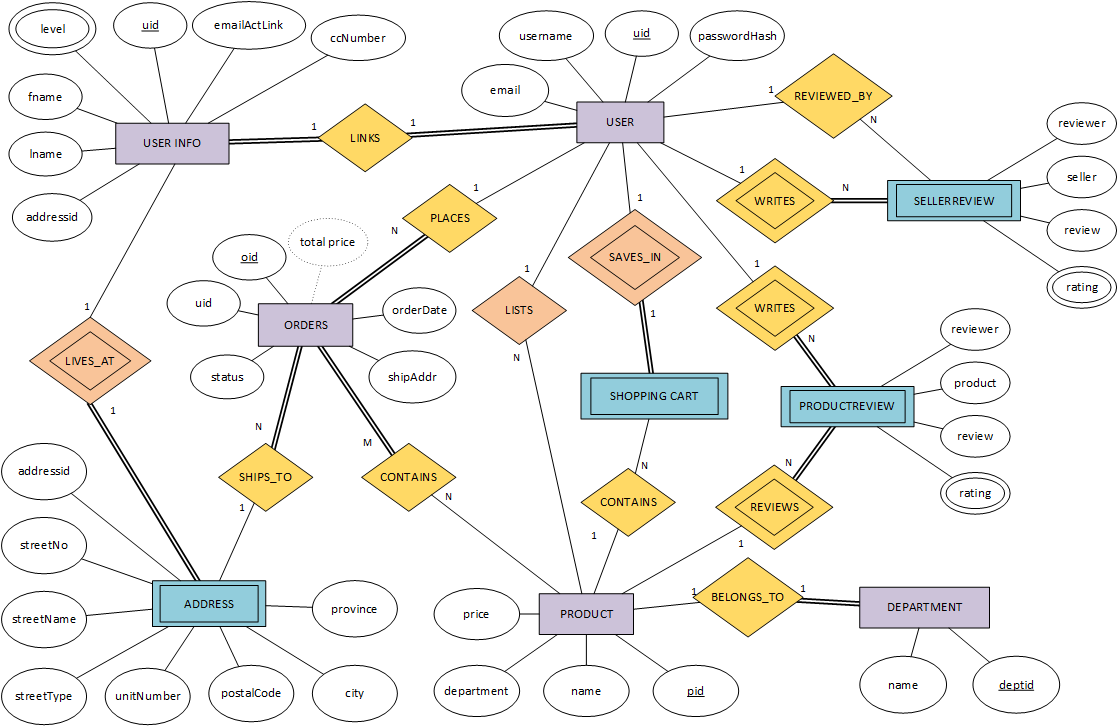 level
uid
emailActLink
ccNumber
username
uid
passwordHash
email
fname
lname
addressid
USER INFO
1
LINKS
1
USER
1
REVIEWED_BY
N
reviewer
seller
review
rating
SELLERREVIEW
1
WRITES
N
1
PLACES
N
total price
oid
uid
ORDERS
orderDate
status
shipAddr
1
SAVES_IN
1
1
LISTS
N
1
WRITES
N
reviewer
product
review
rating
PRODUCTREVIEW
SHOPPING CART
1
LIVES_AT
1
N
SHIPS_TO
1
M
CONTAINS
N
N
CONTAINS
1
N
REVIEWS
1
addressid
streetNo
streetName
streetType
unitNumber
postalCode
city
province
ADDRESS
price
PRODUCT
department
name
pid
1
BELONGS_TO
1
DEPARTMENT
name
deptid